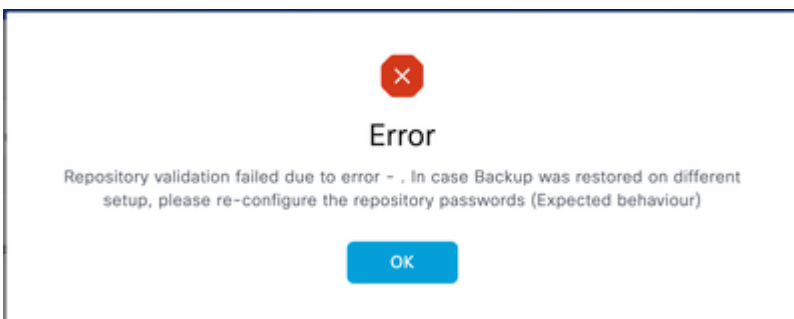 Error
Repository validation failed due to error - . In case Backup was restored on different
setup, please re-configure the repository passwords (Expected behaviour)
OK